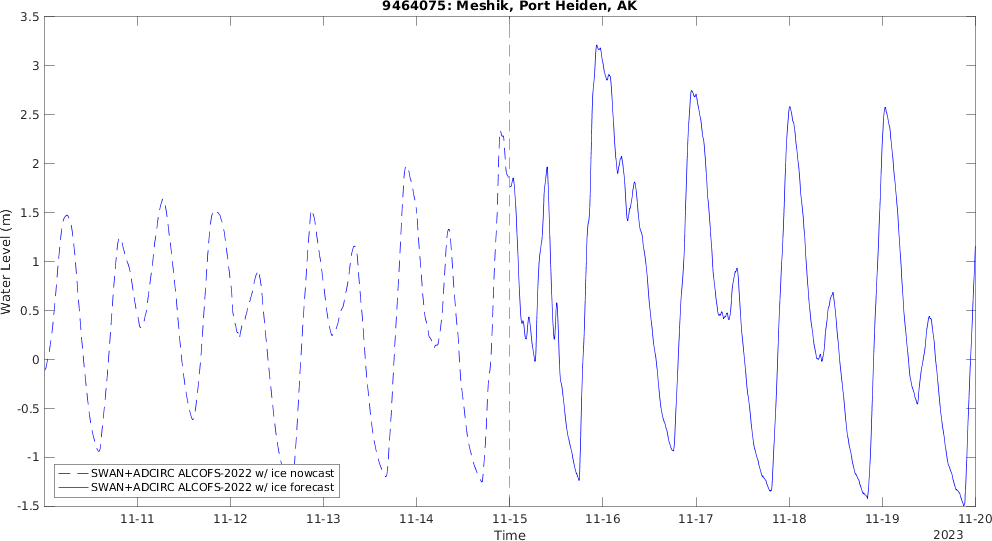 9464075: Meshik, Port Heiden, AK
3.5
3
2.5
2
1.5
1
0.5
0
-0.5
-1
-1.5
Water Level (m)
SWAN+ADCIRC ALCOFS-2022 w/ ice nowcast
SWAN+ADCIRC ALCOFS-2022 w/ ice forecast
11-11 11-12 11-13 11-14 11-15 11-16 11-17 11-18 11-19 11-20
Time
2023